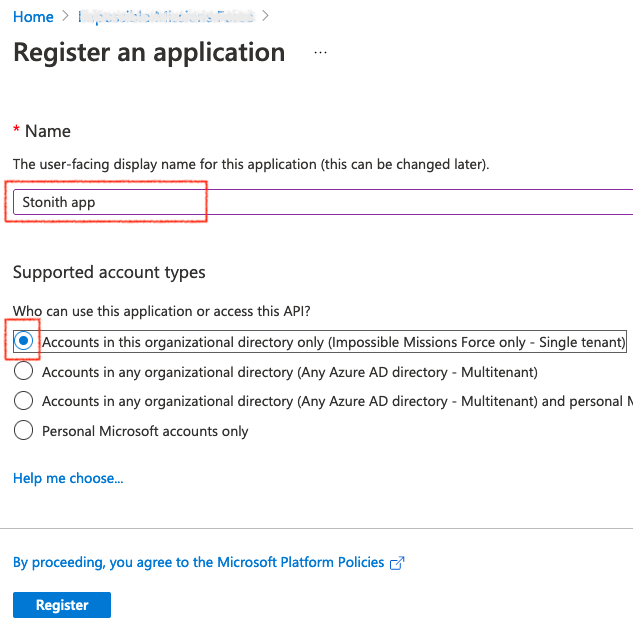 Home
Register an application ...
* Name
The user-facing display name for this application (this can be changed later).
Stonith app
Supported account types
Who can use this application or access this API?
Accounts in this organizational directory only (Impossible Missions Force only - Single tenant)
Accounts in any organizational directory (Any Azure AD directory - Multitenant)
Accounts in any organizational directory (Any Azure AD directory - Multitenant) and personal
Personal Microsoft accounts only
Help me choose...
By proceeding, you agree to the Microsoft Platform Policies
Register